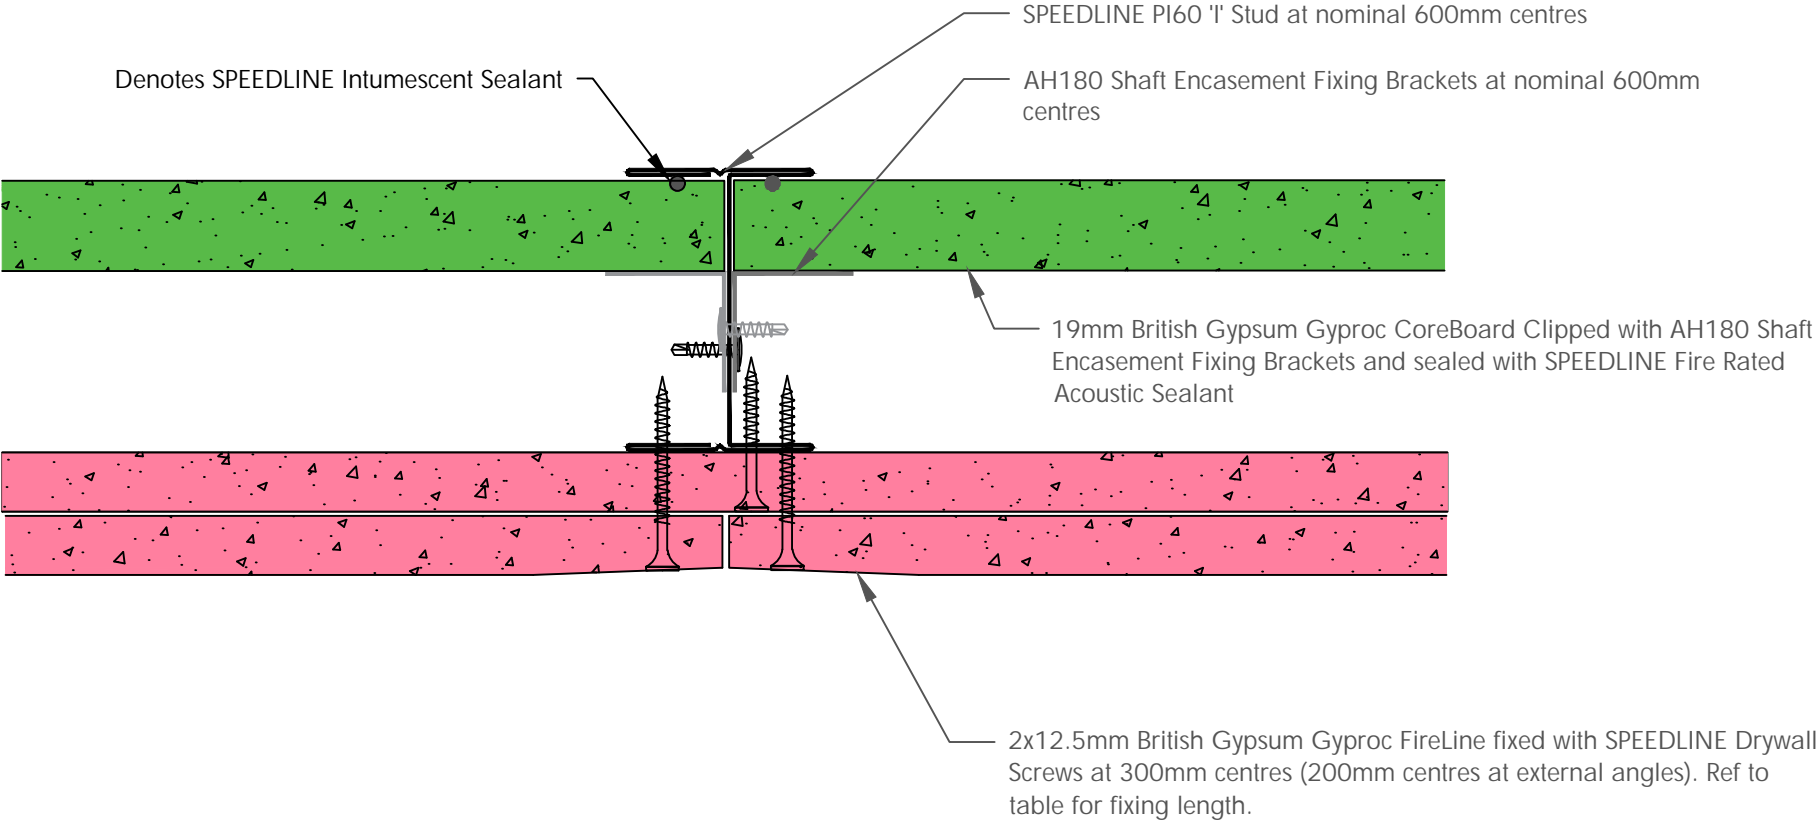 SPEEDLINE PI60 'I' Stud at nominal 600mm centres
Denotes SPEEDLINE Intumescent Sealant
AH180 Shaft Encasement Fixing Brackets at nominal 600mm
centres
19mm British Gypsum Gyproc CoreBoard Clipped with AH180 Shaft
Encasement Fixing Brackets and sealed with SPEEDLINE Fire Rated
Acoustic Sealant
2x12.5mm British Gypsum Gyproc FireLine fixed with SPEEDLINE Drywall
Screws at 300mm centres (200mm centres at external angles). Ref to
table for fixing length.